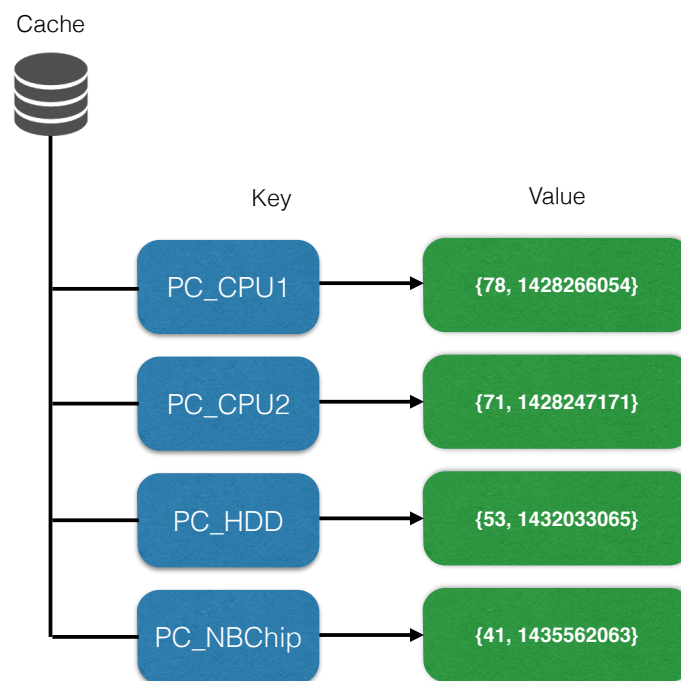 Cache
Key
Value
PC_CPU1
{78, 1428266054}
PC_CPU2
{71, 1428247171}
PC_HDD
{53, 1432033065}
PC_NBChip
{41, 1435562063}